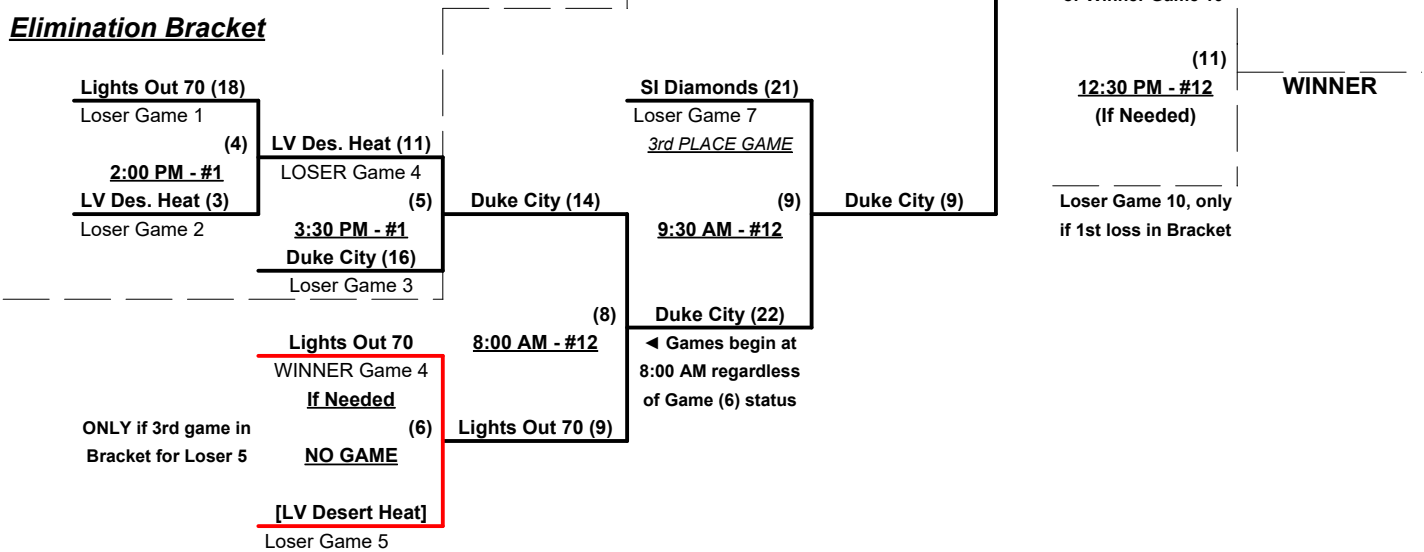 of Winner Game 10
Elimination Bracket
(11)
Lights Out 70 (18)
SI Diamonds (21)
12:30 PM - #12
WINNER
Loser Game 1
Loser Game 7
(If Needed)
(4)
LV Des. Heat (11)
3rd PLACE GAME
2:00 PM - #1
LOSER Game 4
LV Des. Heat (3)
(5)
Duke City (14)
(9)
Duke City (9)
Loser Game 10, only
Loser Game 2
3:30 PM - #1
9:30 AM - #12
if 1st loss in Bracket
Duke City (16)
Loser Game 3
(8)
Duke City (22)
Lights Out 70
8:00 AM - #12
◄ Games begin at
WINNER Game 4
8:00 AM regardless
If Needed
of Game (6) status
ONLY if 3rd game in
(6)
Lights Out 70 (9)
Bracket for Loser 5
NO GAME
[LV Desert Heat]
Loser Game 5